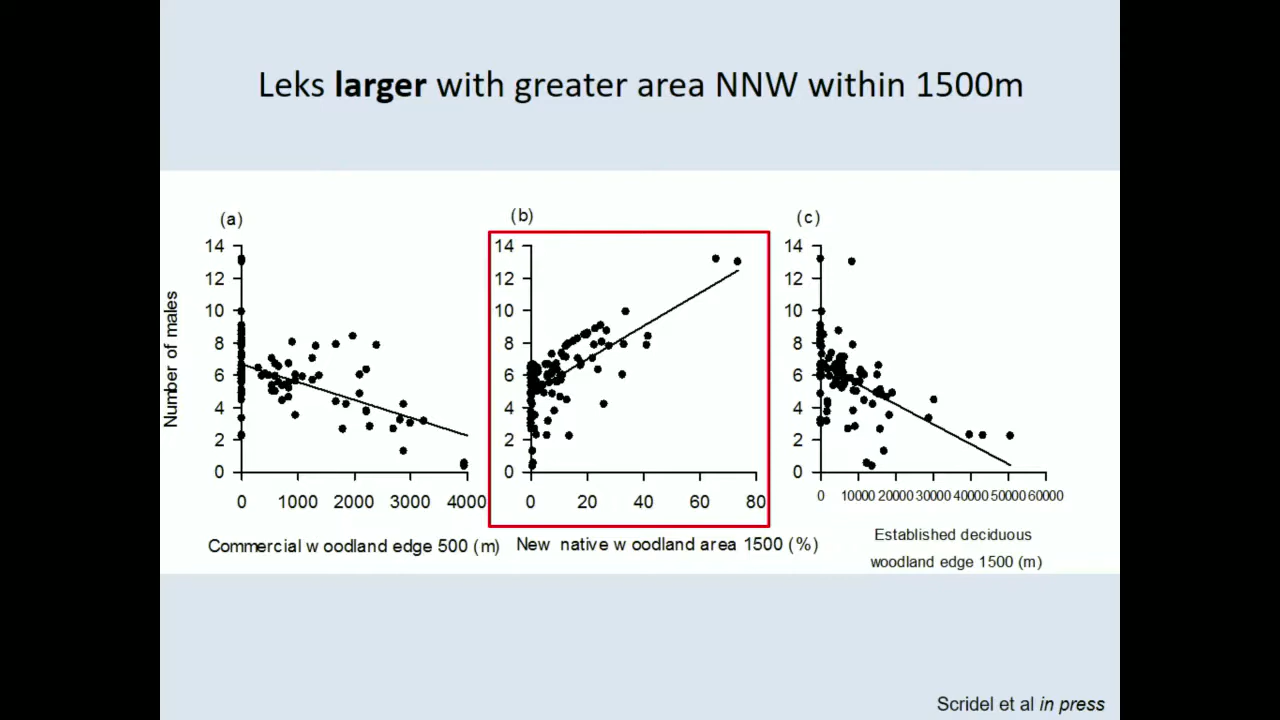 Leks larger with greater area NNW within 1500m
(a)
(b)
(c)
Number of males
14
12
10
8
6
4
2
0
0 1000 2000 3000 4000
Commercial w oodland edge 500 (m)
14
12
10
8
6
4
2
0
0 20 40 60 80
New native w oodland area 1500 (%)
14
12
10
8
6
4
2
0
0 10000 20000 30000 40000 50000 60000
Established deciduous
woodland edge 1500 (m)
Scridel et al in press